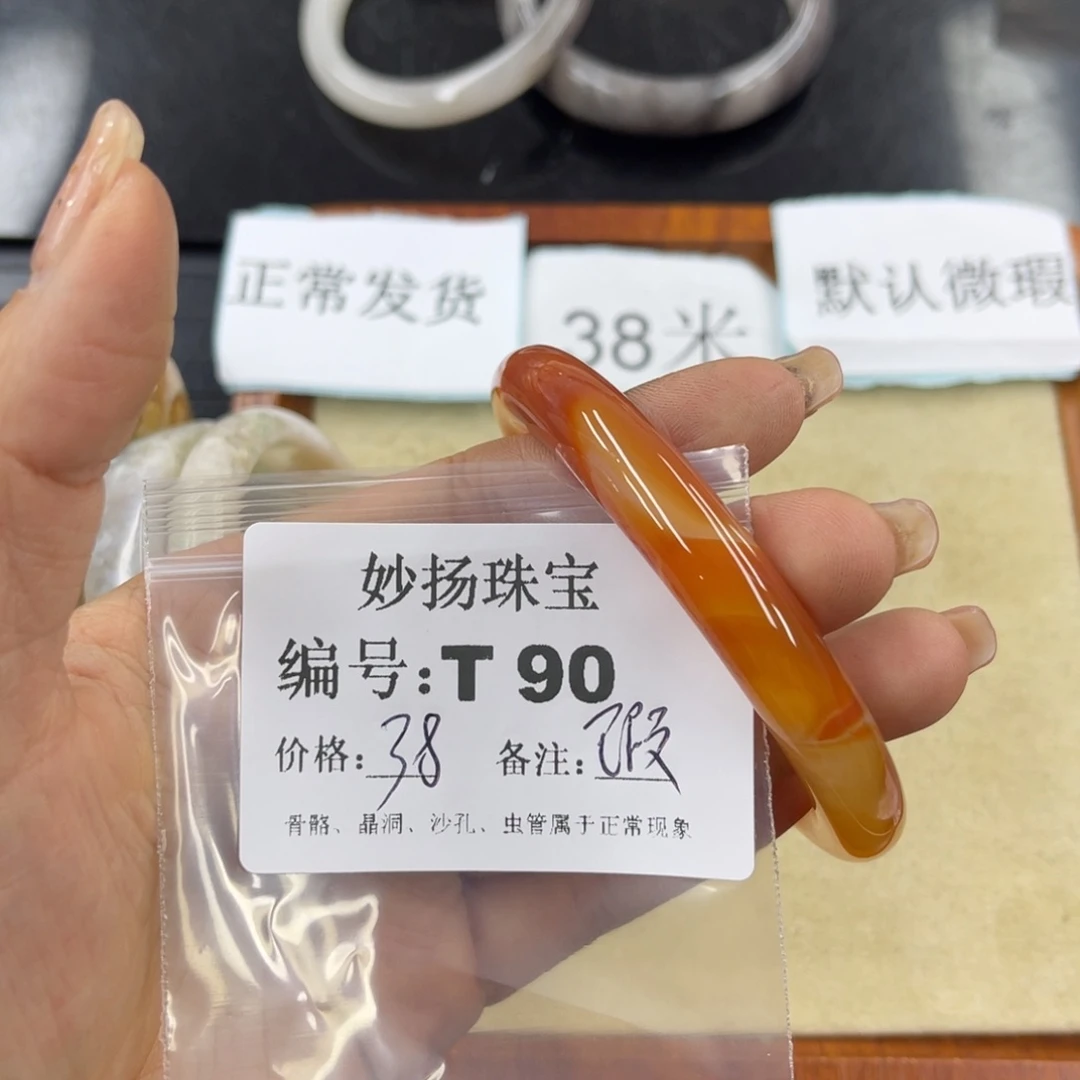 正常发货
38米
默认微瑕
妙扬珠宝
编号:T 90
价格:38 备注:瑕
骨骼、晶洞、沙孔、虫管属于正常现象